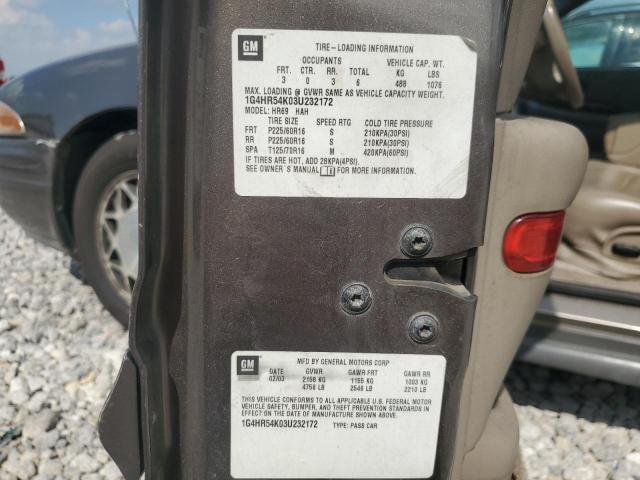 GM
TIRE-LOADING INFORMATION
OCCUPANTS VEHICLE CAP. WT.
FRT. CTR. RR. KG LBS
3 0 3 6 488 1076
MAX. LOADING @ GVWR SAME AS VEHICLE CAPACITY WEIGHT.
1G4HR54K03U232172
MODEL: HR69 HAH
TIRE SIZE SPEED RTG COLD TIRE PRESSURE
FRT P225/60R16 S 210KPA(30PSI)
RR P225/60R16 S 210KPA(30PSI)
SPA T125/70R16 M 420KPA(60PSI)
IF TIRES ARE HOT, ADD 28KPA(4PSI).
SEE OWNER'S MANUAL i FOR MORE INFORMATION.
GM
MFD BY GENERAL MOTORS CORP
DATE GVWR GAWR FRT GAWR RR
02/03 2158 KG 1155 KG 1003 KG
4756 LB 2546 LB 2210 LB
THIS VEHICLE CONFORMS TO ALL APPLICABLE U.S. FEDERAL MOTOR
VEHICLE SAFETY, BUMPER, AND THEFT PREVENTION STANDARDS IN
EFFECT ON THE DATE OF MANUFACTURE SHOWN ABOVE.
1G4HR54K03U232172 TYPE: PASS CAR